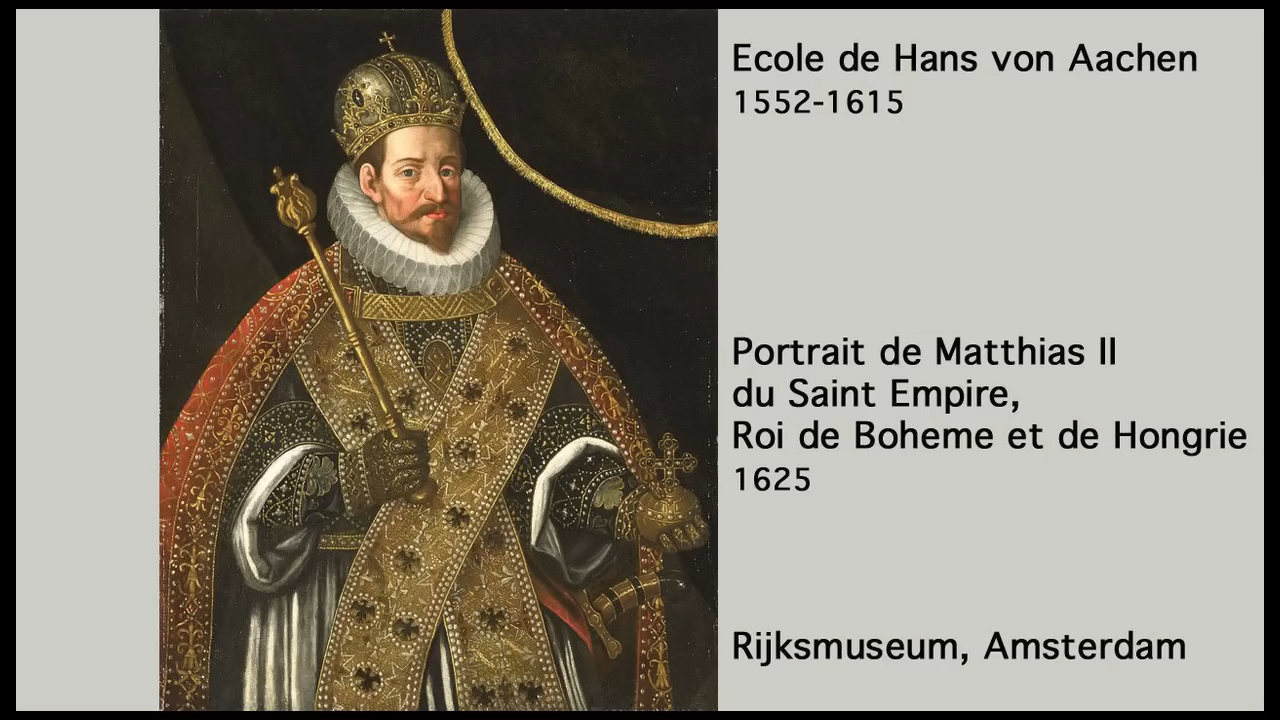 Ecole de Hans von Aachen
1552-1615
Portrait de Matthias II
du Saint Empire,
Roi de Boheme et de Hongrie
1625
Rijksmuseum, Amsterdam